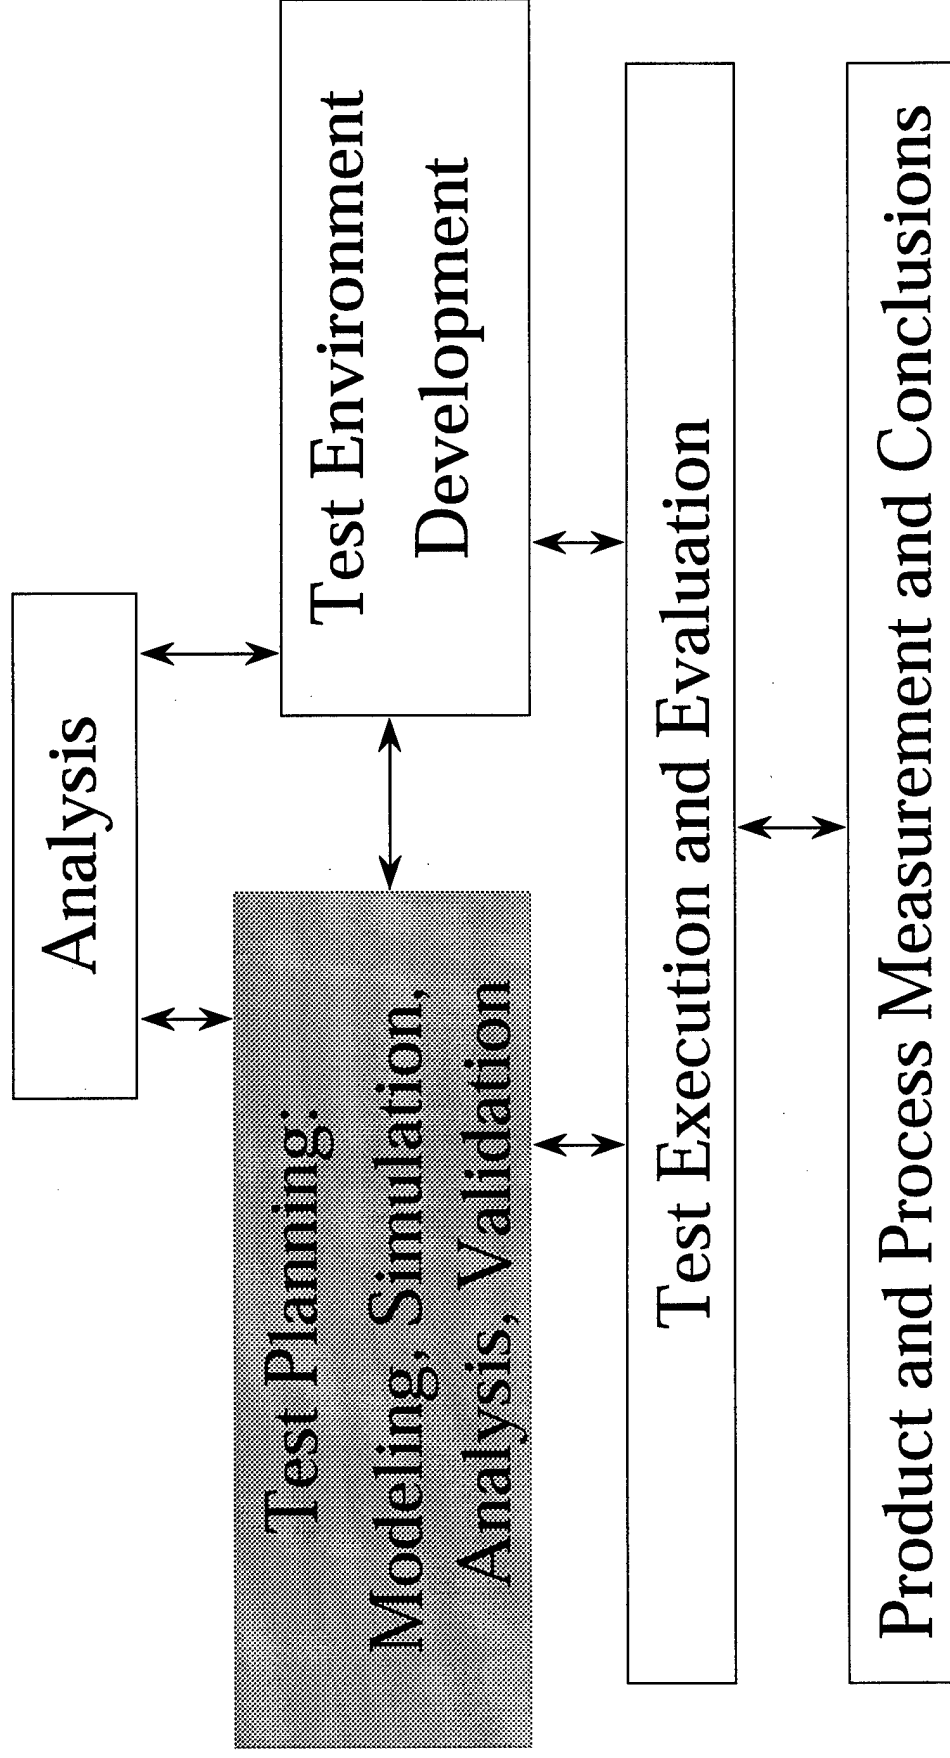 Analysis
Test Planning:
Modeling, Simulation,
Analysis, Validation
Test Environment
Development
Test Execution and Evaluation
Product and Process Measurement and Conclusions